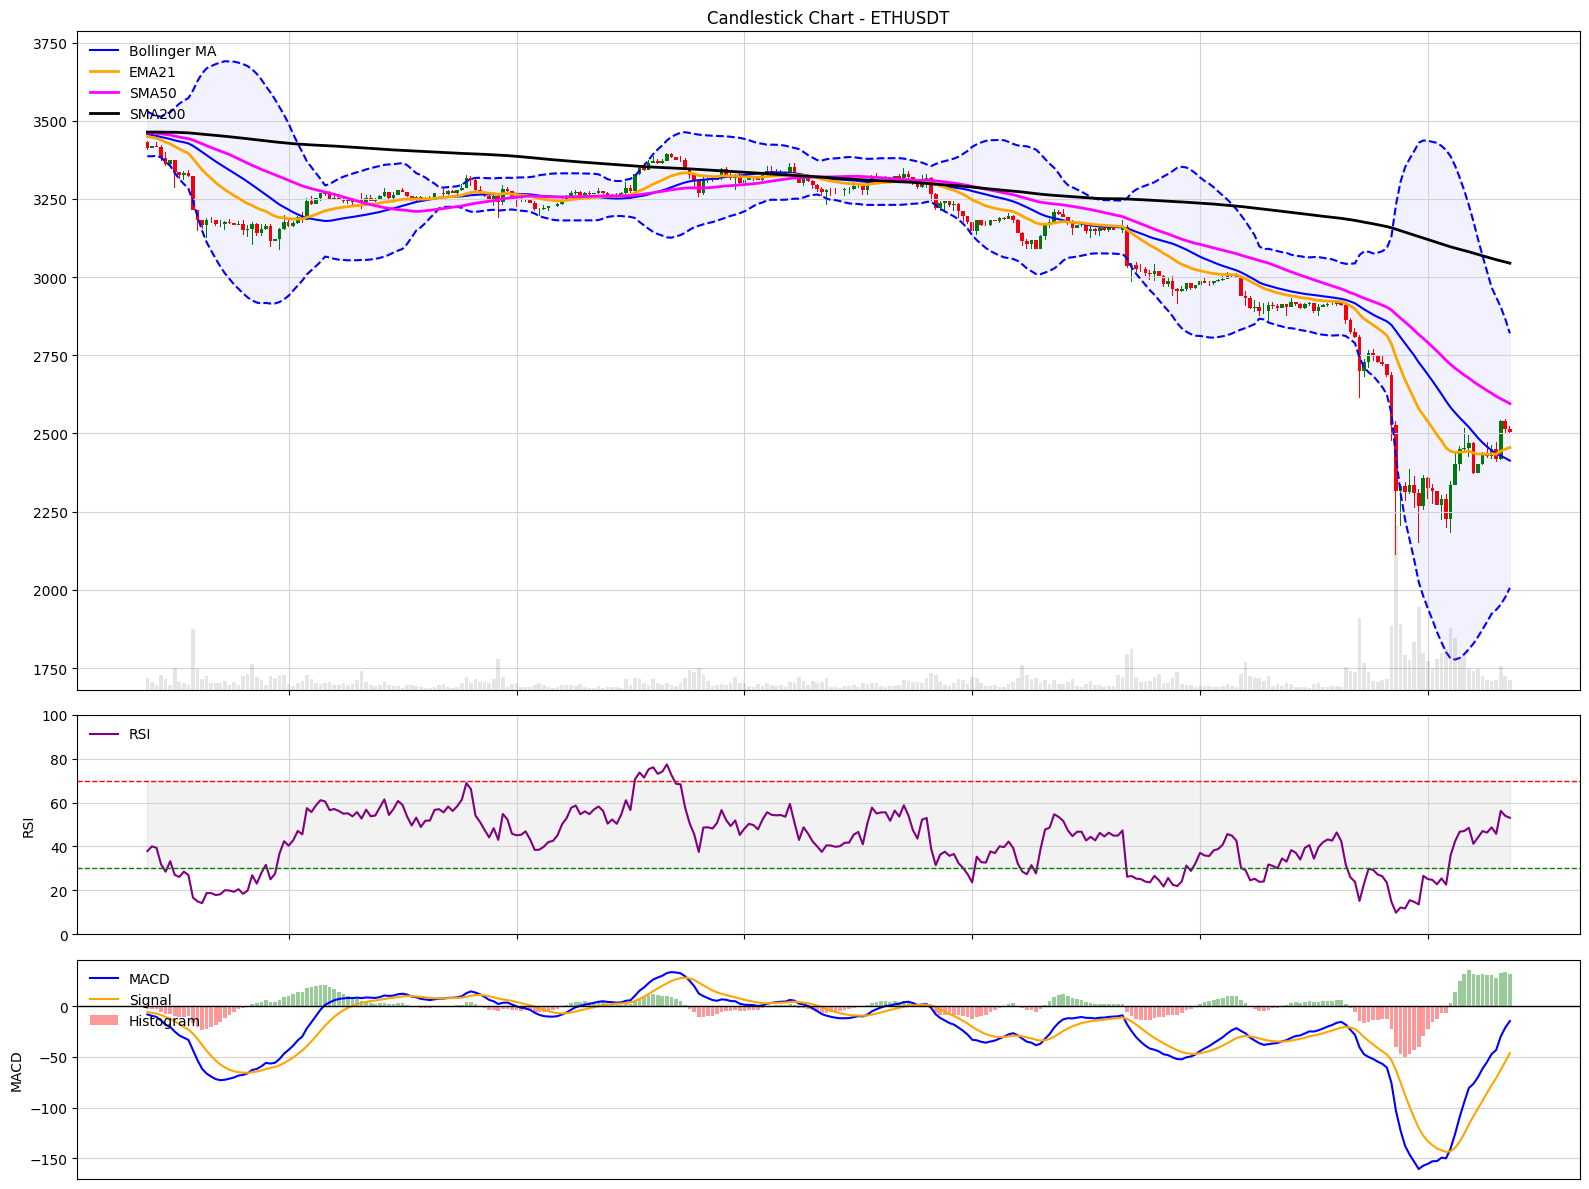 Candlestick Chart - ETHUSDT
Bollinger MA
EMA21
SMA50
SMA200
3750
3500
3250
3000
2750
2500
2250
2000
1750
RSI
RSI
100
80
60
40
20
0
MACD
Signal
Histogram
MACD
0
−50
−100
−150